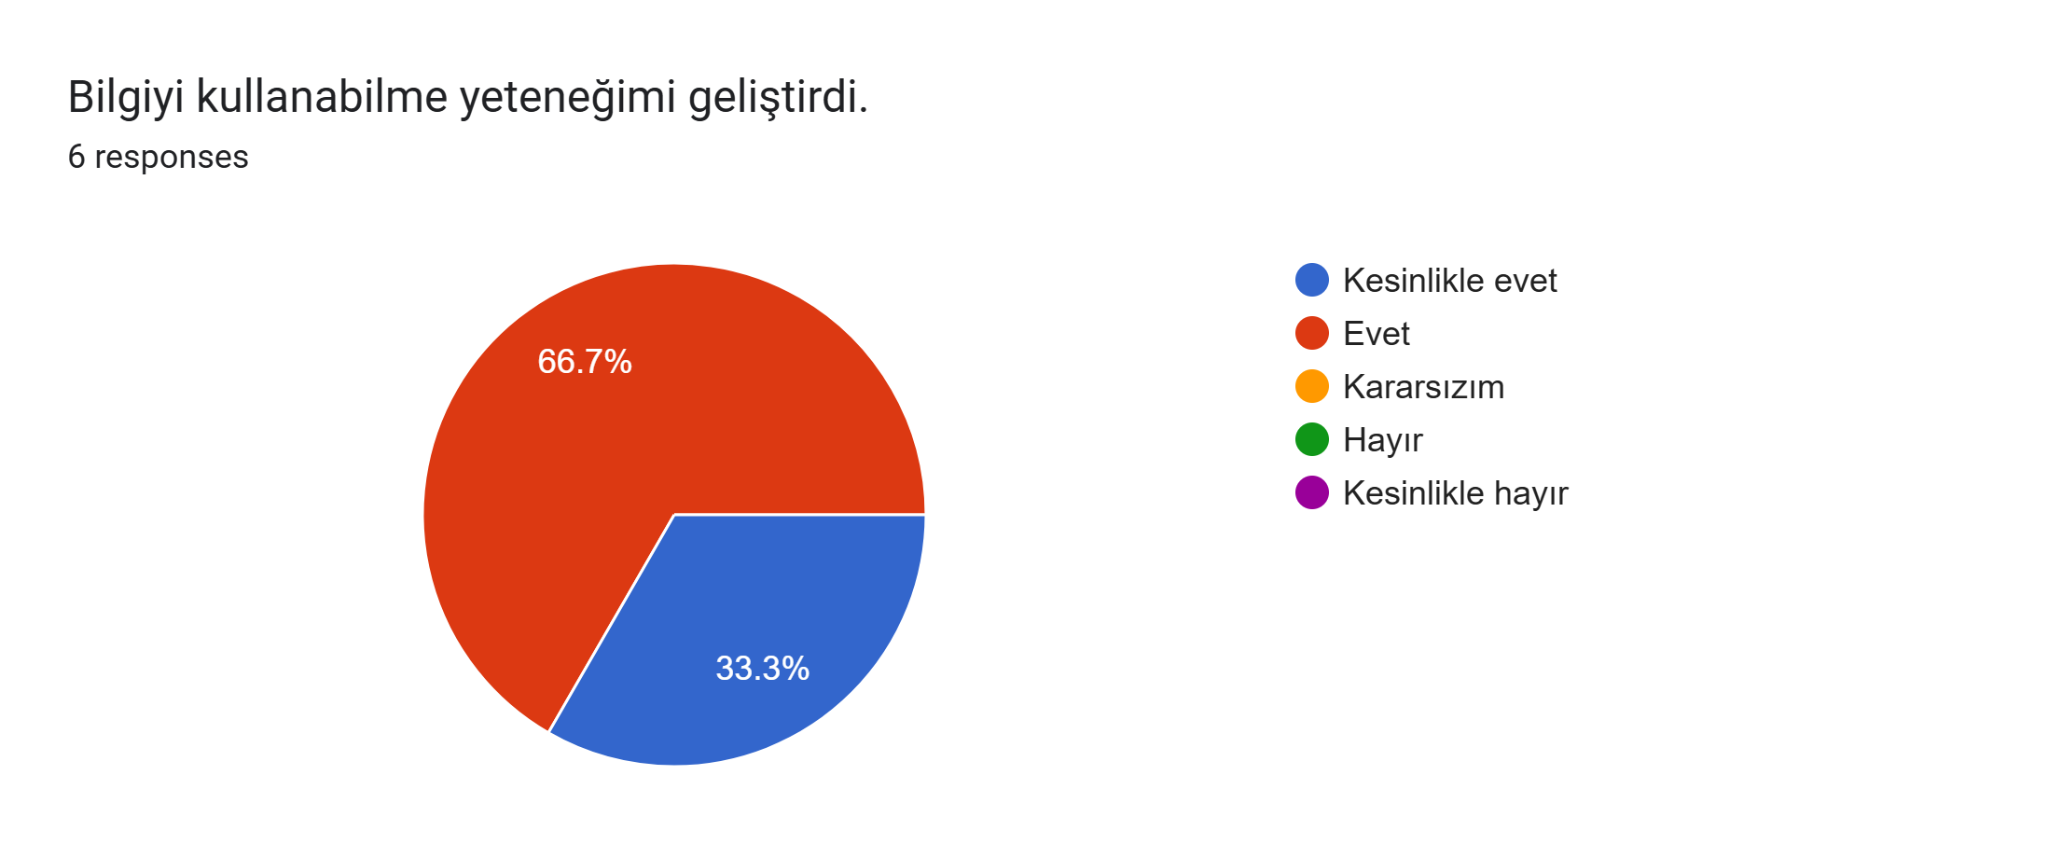 Bilgiyi kullanabilme yeteneğimi geliştirdi.
6 responses
66.7%
33.3%
Kesinlikle evet
Evet
Kararsızım
Hayır
Kesinlikle hayır